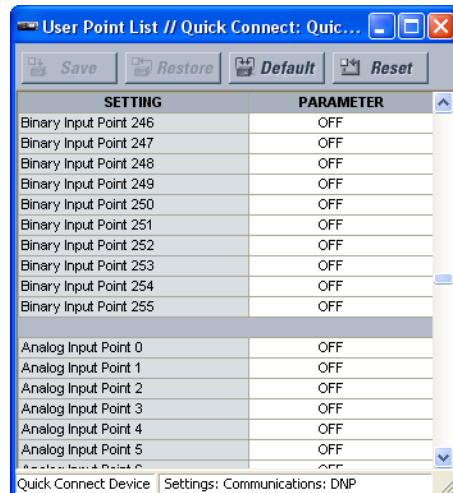 User Point List // Quick Connect: Quic...
Save Restore Default Reset
SETTING PARAMETER
Binary Input Point 246 OFF
Binary Input Point 247 OFF
Binary Input Point 248 OFF
Binary Input Point 249 OFF
Binary Input Point 250 OFF
Binary Input Point 251 OFF
Binary Input Point 252 OFF
Binary Input Point 253 OFF
Binary Input Point 254 OFF
Binary Input Point 255 OFF
Analog Input Point 0 OFF
Analog Input Point 1 OFF
Analog Input Point 2 OFF
Analog Input Point 3 OFF
Analog Input Point 4 OFF
Analog Input Point 5 OFF
Analog Input Point 6 OFF
Quick Connect Device Settings: Communications: DNP